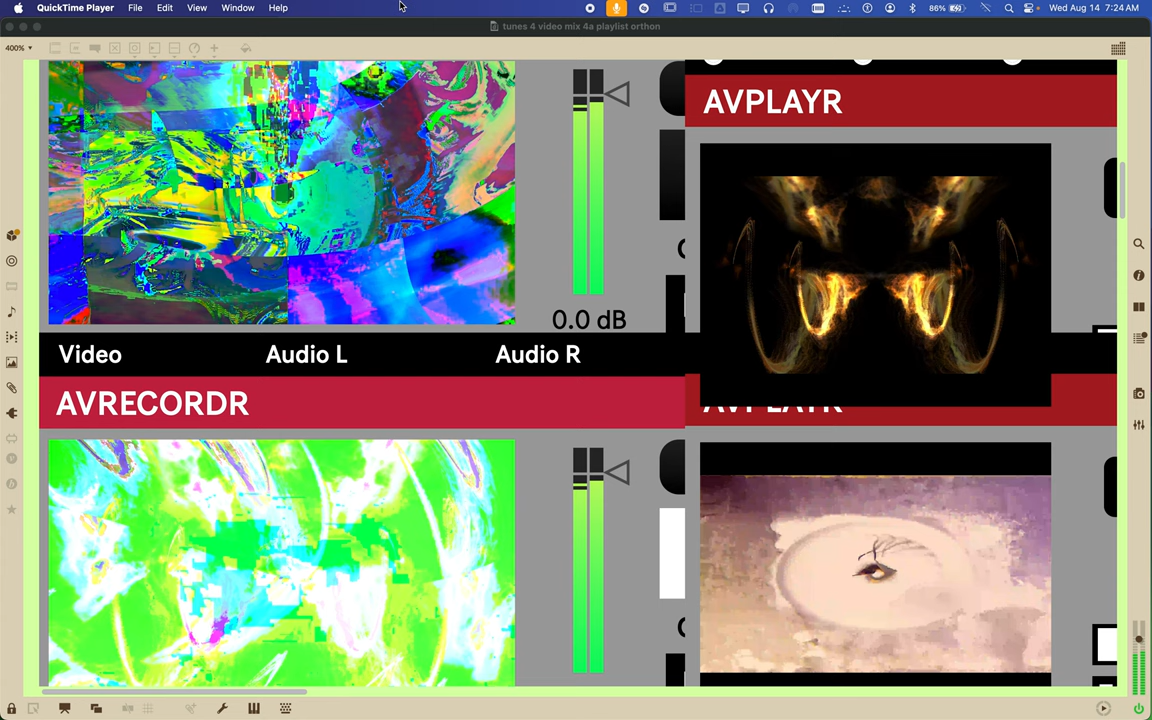 QuickTime Player File Edit View Window Help 86% Wed Aug 14 7:24 AM
tunes 4 video mix 4a playlist orthon
400%
AVPLAYR
0.0 dB
Video Audio L Audio R
AVRECORDR
AVPLAYR